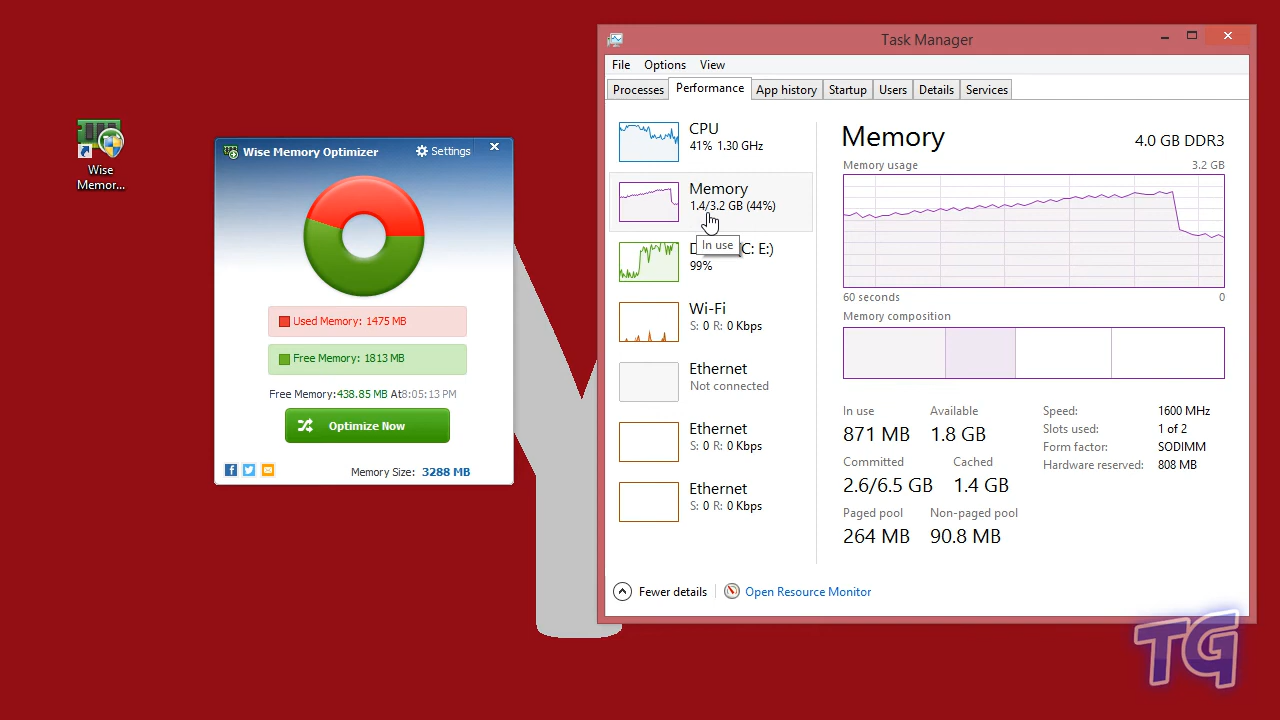 Wise
Memor...
Wise Memory Optimizer
Settings
Used Memory: 1475 MB
Free Memory: 1813 MB
Free Memory:438.85 MB At8:05:13 PM
Optimize Now
Memory Size: 3288 MB
Task Manager
File Options View
Processes Performance App history Startup Users Details Services
CPU
41% 1.30 GHz
Memory
1.4/3.2 GB (44%)
In use
C: E:)
99%
Wi-Fi
S: 0 R: 0 Kbps
Ethernet
Not connected
Ethernet
S: 0 R: 0 Kbps
Ethernet
S: 0 R: 0 Kbps
Memory 4.0 GB DDR3
Memory usage 3.2 GB
60 seconds 0
Memory composition
In use Available
871 MB 1.8 GB
Committed Cached
2.6/6.5 GB 1.4 GB
Paged pool Non-paged pool
264 MB 90.8 MB
Speed: 1600 MHz
Slots used: 1 of 2
Form factor: SODIMM
Hardware reserved: 808 MB
Fewer details Open Resource Monitor
TG